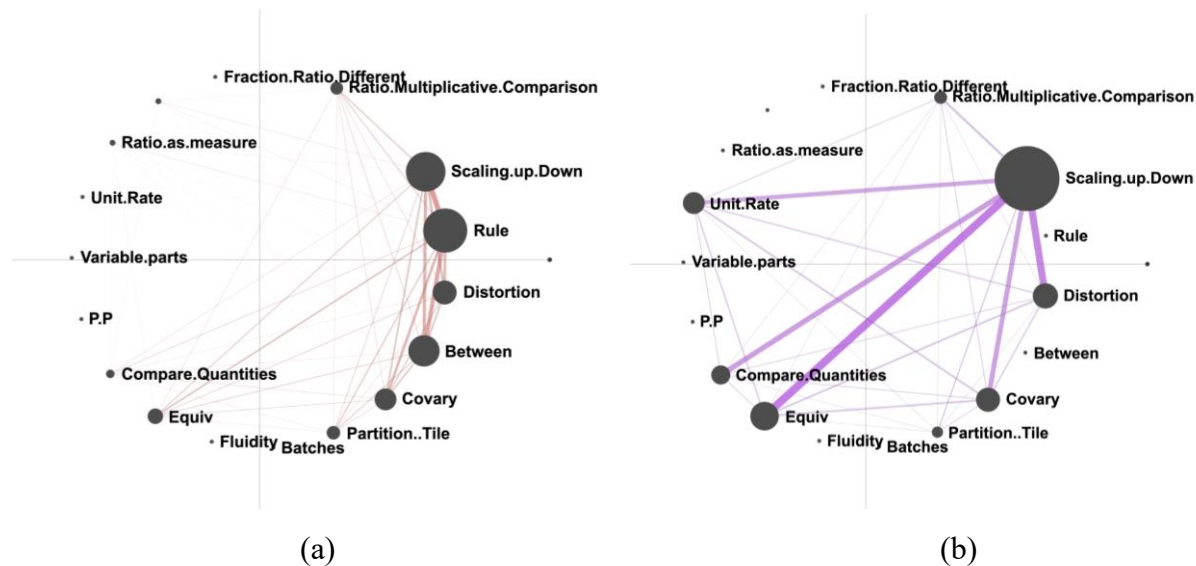 Fraction.Ratio.Different
Ratio.Multiplicative.Comparison
Ratio.as.measure
Scaling.up.Down
Unit.Rate
Rule
Variable.parts
Distortion
P.P
Between
Compare.Quantities
Covary
Equiv
Partition..Tile
Fluidity
Batches
(a)
Fraction.Ratio.Different
Ratio.Multiplicative.Comparison
Ratio.as.measure
Scaling.up.Down
Unit.Rate
Rule
Variable.parts
Distortion
P.P
Between
Compare.Quantities
Covary
Equiv
Partition..Tile
Fluidity
Batches
(b)